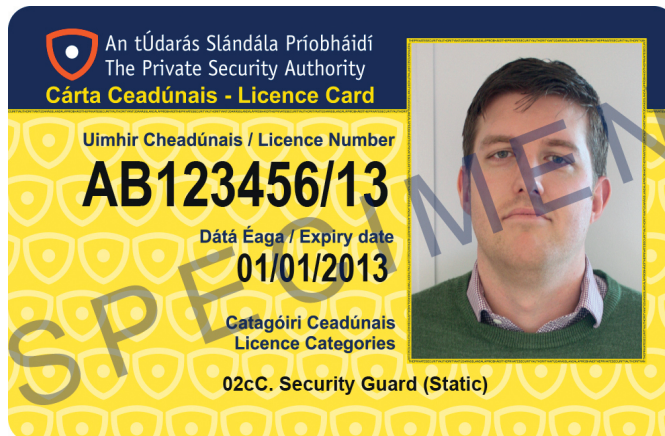 An tÚdarás Slándála Príobháidí
The Private Security Authority
Cárta Ceadúnais - Licence Card
Uimhir Cheadúnais / Licence Number
AB123456/13
Dátá Éaga / Expiry date
01/01/2013
Catagóiri Ceadúnais
Licence Categories
02cC. Security Guard (Static)
SPECIMEN